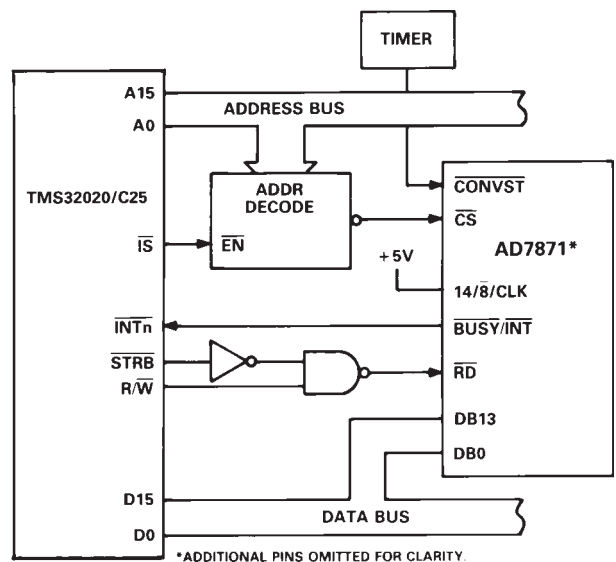 TIMER
A15
ADDRESS BUS
A0
TMS32020/C25
ADDR
DECODE
CONVST
CS
IS
EN
+5V
AD7871*
14/8/CLK
INTn
BUSY/INT
STRB
R/W
RD
DB13
DB0
D15
DATA BUS
D0
*ADDITIONAL PINS OMITTED FOR CLARITY.